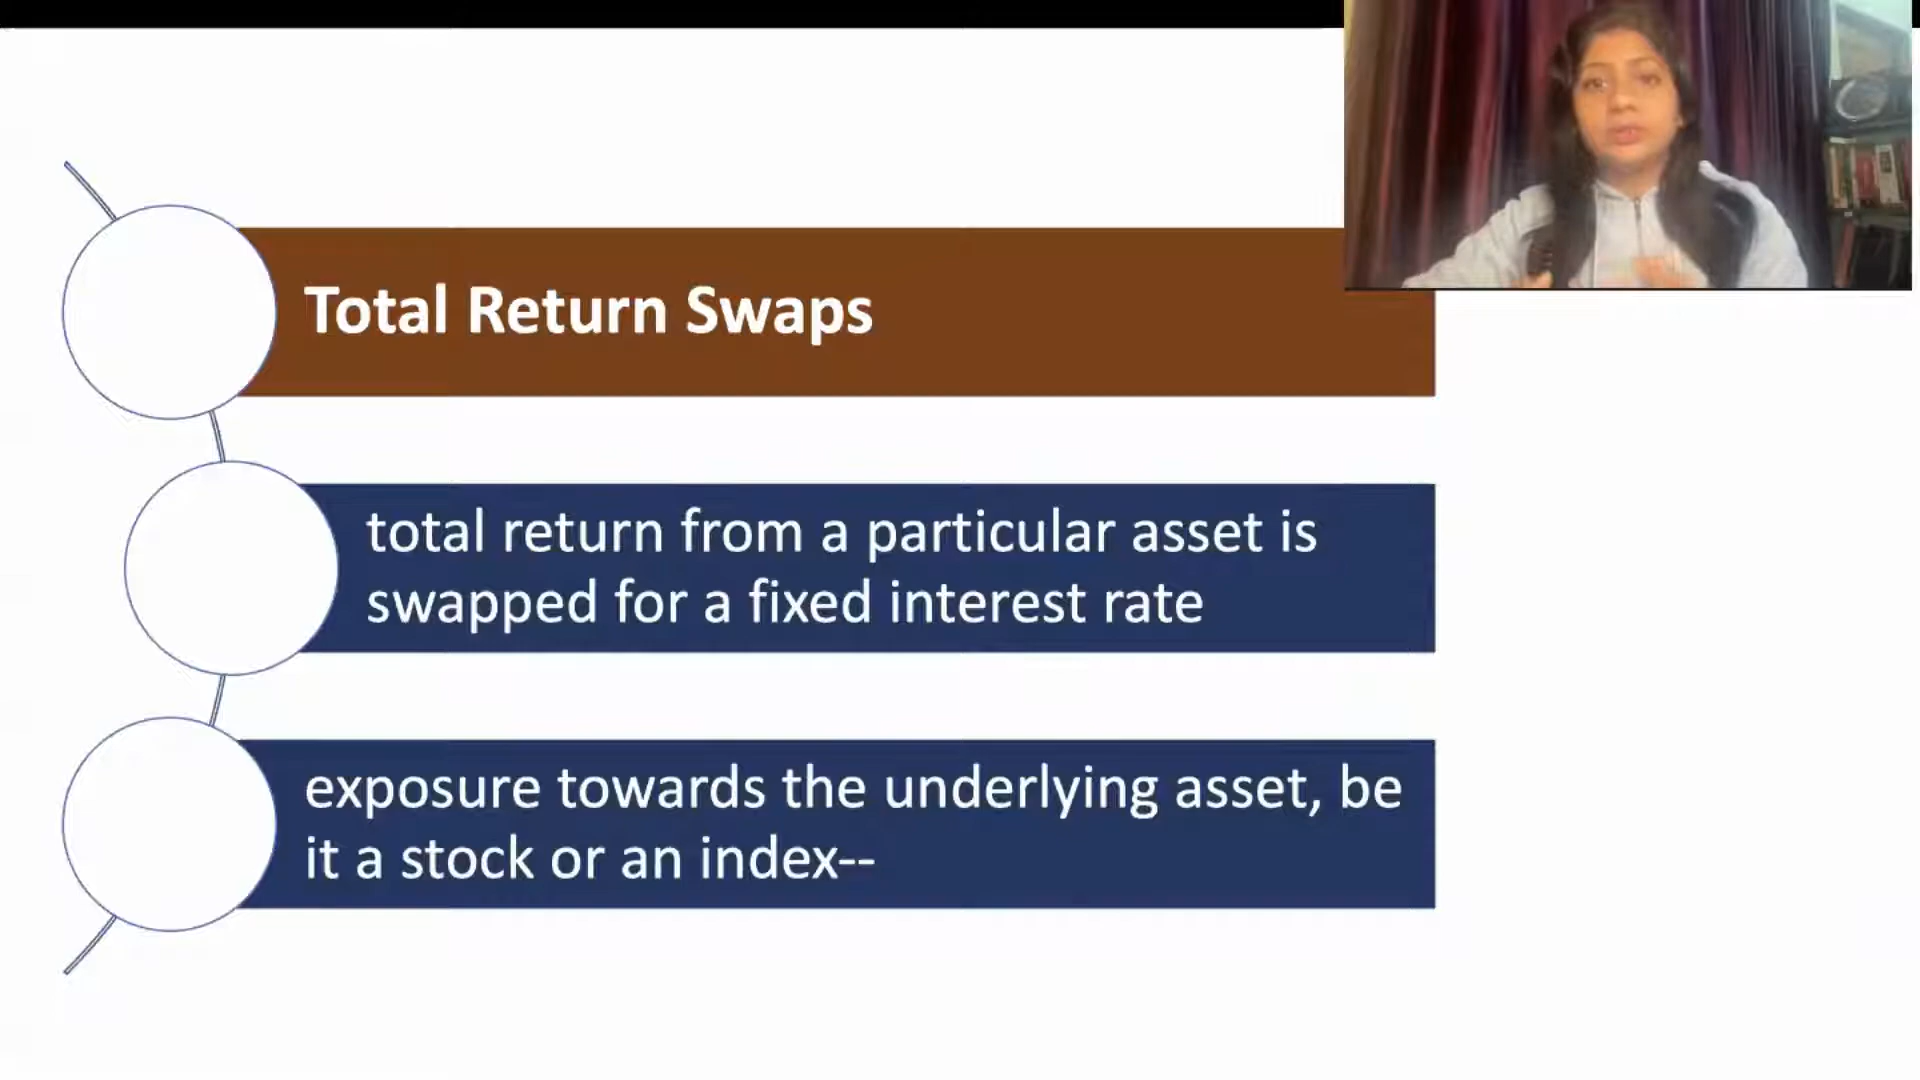 Total Return Swaps
total return from a particular asset is
swapped for a fixed interest rate
exposure towards the underlying asset, be
it a stock or an index--